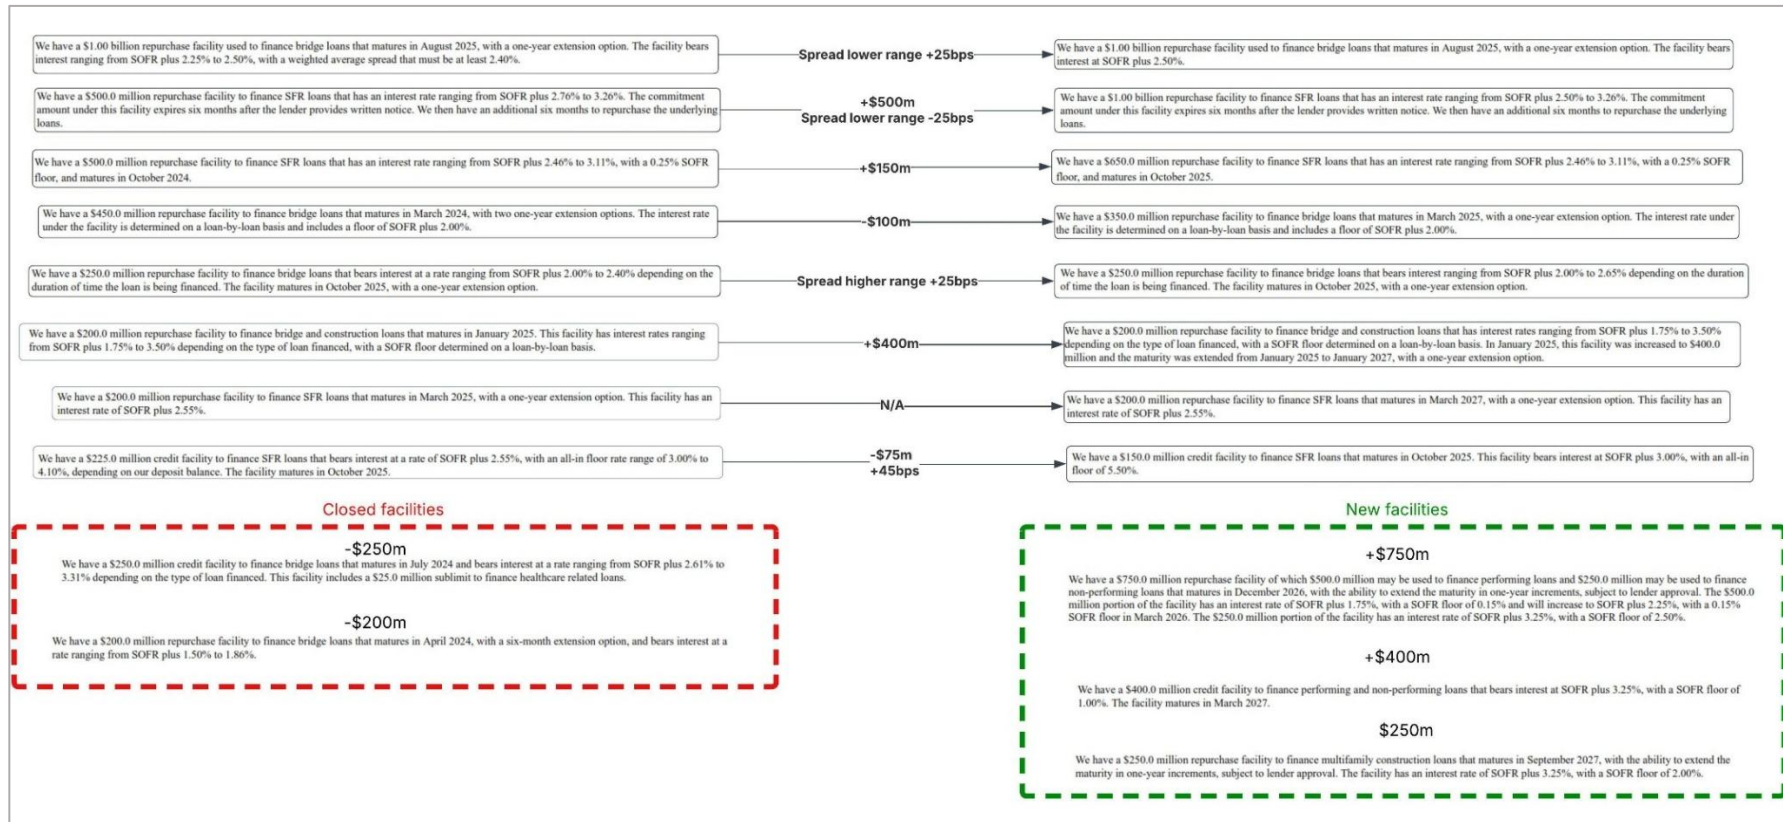 We have a $1.00 billion repurchase facility used to finance bridge loans that matures in August 2025, with a one-year extension option. The facility bears
interest ranging from SOFR plus 2.25% to 2.50%, with a weighted average spread that must be at least 2.40%.
Spread lower range +25bps
We have a $1.00 billion repurchase facility used to finance bridge loans that matures in August 2025, with a one-year extension option. The facility bears
interest at SOFR plus 2.50%.
We have a $500.0 million repurchase facility to finance SFR loans that has an interest rate ranging from SOFR plus 2.76% to 3.26%. The commitment
amount under this facility expires six months after the lender provides written notice. We then have an additional six months to repurchase the underlying
loans.
+$500m
Spread lower range -25bps
We have a $1.00 billion repurchase facility to finance SFR loans that has an interest rate ranging from SOFR plus 2.50% to 3.26%. The commitment
amount under this facility expires six months after the lender provides written notice. We then have an additional six months to repurchase the underlying
loans.
We have a $500.0 million repurchase facility to finance SFR loans that has an interest rate ranging from SOFR plus 2.46% to 3.11%, with a 0.25% SOFR
floor, and matures in October 2024.
+$150m
We have a $650.0 million repurchase facility to finance SFR loans that has an interest rate ranging from SOFR plus 2.46% to 3.11%, with a 0.25% SOFR
floor, and matures in October 2025.
We have a $450.0 million repurchase facility to finance bridge loans that matures in March 2024, with two one-year extension options. The interest rate
under the facility is determined on a loan-by-loan basis and includes a floor of SOFR plus 2.00%.
-$100m
We have a $350.0 million repurchase facility to finance bridge loans that matures in March 2025, with a one-year extension option. The interest rate under
the facility is determined on a loan-by-loan basis and includes a floor of SOFR plus 2.00%.
We have a $250.0 million repurchase facility to finance bridge loans that bears interest at a rate ranging from SOFR plus 2.00% to 2.40% depending on the
duration of time the loan is being financed. The facility matures in October 2025, with a one-year extension option.
Spread higher range +25bps
We have a $250.0 million repurchase facility to finance bridge loans that bears interest ranging from SOFR plus 2.00% to 2.65% depending on the duration
of time the loan is being financed. The facility matures in October 2025, with a one-year extension option.
We have a $200.0 million repurchase facility to finance bridge and construction loans that matures in January 2025. This facility has interest rates ranging
from SOFR plus 1.75% to 3.50% depending on the type of loan financed, with a SOFR floor determined on a loan-by-loan basis.
+$400m
We have a $200.0 million repurchase facility to finance bridge and construction loans that has interest rates ranging from SOFR plus 1.75% to 3.50%
depending on the type of loan financed, with a SOFR floor determined on a loan-by-loan basis. In January 2025, this facility was increased to $400.0
million and the maturity was extended from January 2025 to January 2027, with a one-year extension option.
We have a $200.0 million repurchase facility to finance SFR loans that matures in March 2025, with a one-year extension option. This facility has an
interest rate of SOFR plus 2.55%.
N/A
We have a $200.0 million repurchase facility to finance SFR loans that matures in March 2027, with a one-year extension option. This facility has an
interest rate of SOFR plus 2.55%.
We have a $225.0 million credit facility to finance SFR loans that bears interest at a rate of SOFR plus 2.55%, with an all-in floor rate range of 3.00% to
4.10%, depending on our deposit balance. The facility matures in October 2025.
-$75m
+45bps
We have a $150.0 million credit facility to finance SFR loans that matures in October 2025. This facility bears interest at SOFR plus 3.00%, with an all-in
floor of 5.50%.
Closed facilities
-$250m
We have a $250.0 million credit facility to finance bridge loans that matures in July 2024 and bears interest at a rate ranging from SOFR plus 2.61% to
3.31% depending on the type of loan financed. This facility includes a $25.0 million sublimit to finance healthcare related loans.
-$200m
We have a $200.0 million repurchase facility to finance bridge loans that matures in April 2024, with a six-month extension option, and bears interest at a
rate ranging from SOFR plus 1.50% to 1.86%.
New facilities
+$750m
We have a $750.0 million repurchase facility of which $500.0 million may be used to finance performing loans and $250.0 million may be used to finance
non-performing loans that matures in December 2026, with the ability to extend the maturity in one-year increments, subject to lender approval. The $500.0
million portion of the facility has an interest rate of SOFR plus 1.75%, with a SOFR floor of 0.15% and will increase to SOFR plus 2.25%, with a 0.15%
SOFR floor in March 2026. The $250.0 million portion of the facility has an interest rate of SOFR plus 3.25%, with a SOFR floor of 2.50%.
+$400m
We have a $400.0 million credit facility to finance performing and non-performing loans that bears interest at SOFR plus 3.25%, with a SOFR floor of
1.00%. The facility matures in March 2027.
$250m
We have a $250.0 million repurchase facility to finance multifamily construction loans that matures in September 2027, with the ability to extend the
maturity in one-year increments, subject to lender approval. The facility has an interest rate of SOFR plus 3.25%, with a SOFR floor of 2.00%.